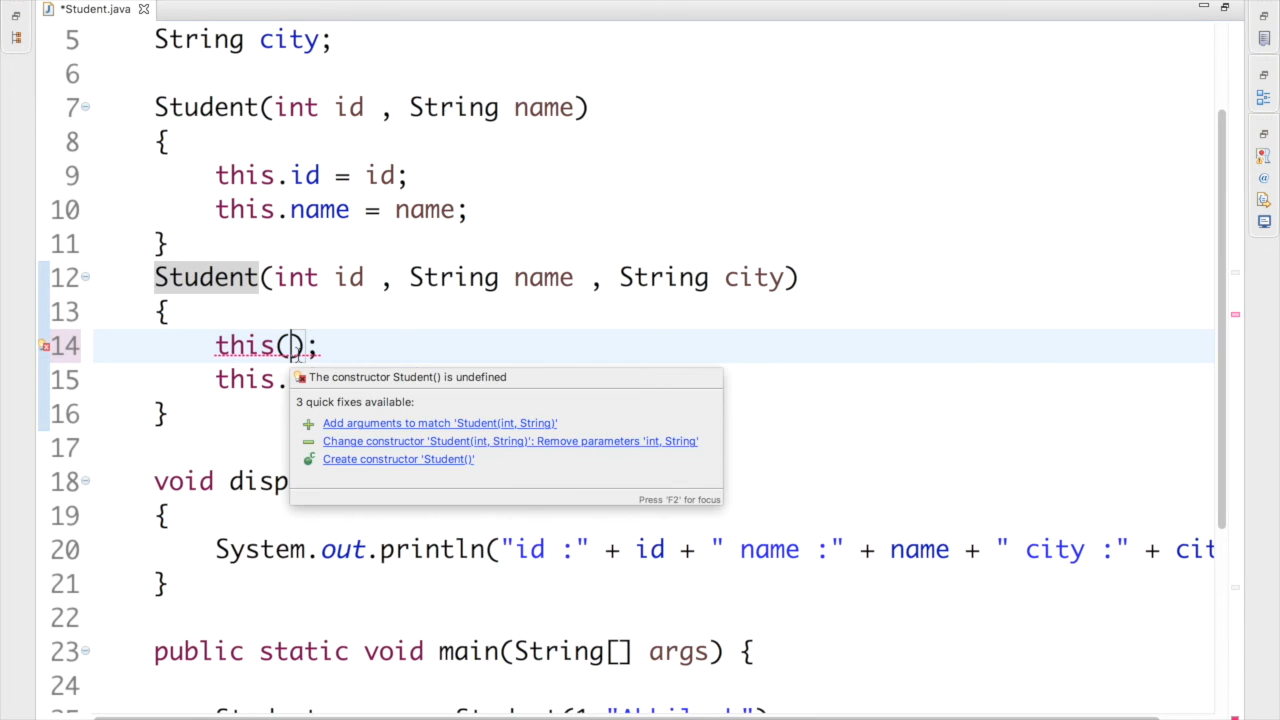 *Student.java
5 String city;
6
7 Student(int id , String name)
8 {
9 this.id = id;
10 this.name = name;
11 }
12 Student(int id , String name , String city)
13 {
14 this();
15 this.
The constructor Student() is undefined
3 quick fixes available:
Add arguments to match 'Student(int, String)'
Change constructor 'Student(int, String)': Remove parameters 'int, String'
Create constructor 'Student()'
Press 'F2' for focus
16 }
17
18 void disp
19 {
20 System.out.println("id :" + id + " name :" + name + " city :" + cit
21 }
22
23 public static void main(String[] args) {
24